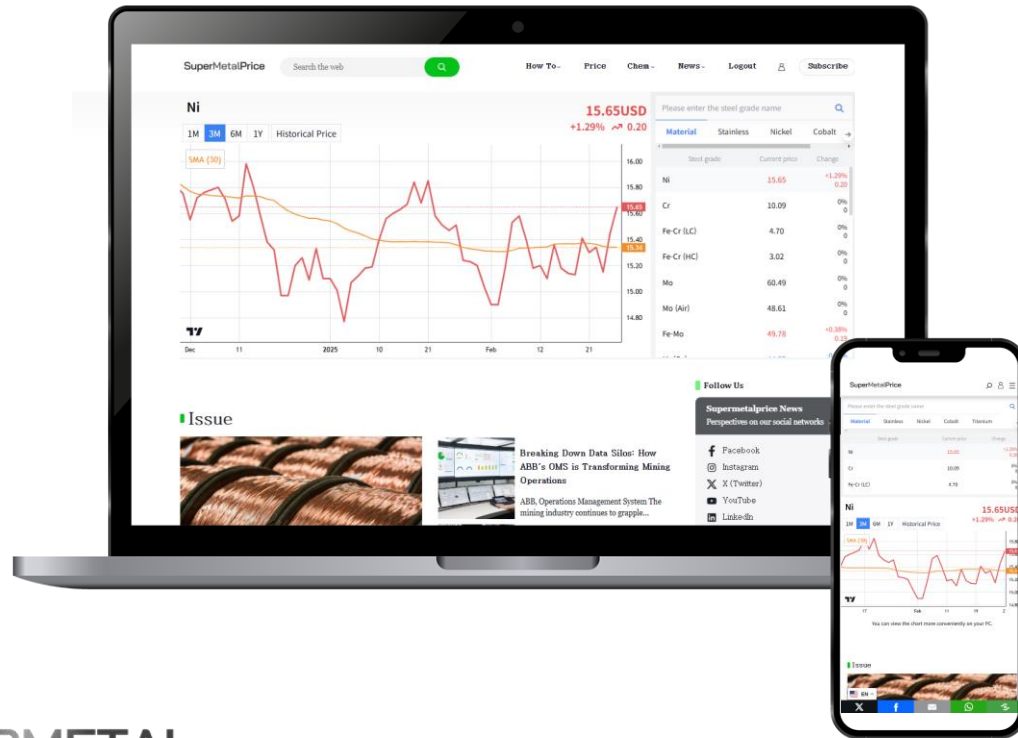 SuperMetalPrice
Search the web
How To
Price
Chem
News
Logout
Subscribe
Ni
15.65USD
+1.29% 0.20
1M 3M 6M 1Y Historical Price
SMA (30)
16.00
15.80
15.65
15.60
15.40
15.34
15.20
15.00
14.80
Dec 11 2025 10 21 Feb 12 21
Please enter the steel grade name
Material Stainless Nickel Cobalt
Steel grade Current price Change
Ni 15.65 +1.29%
0.20
Cr 10.09 0%
0
Fe-Cr (LC) 4.70 0%
0
Fe-Cr (HC) 3.02 0%
0
Mo 60.49 0%
0
Mo (Air) 48.61 0%
0
Fe-Mo 49.78 +0.38%
0.19
Issue
Breaking Down Data Silos: How
ABB's OMS is Transforming Mining
Operations
ABB, Operations Management System The
mining industry continues to grapple...
Follow Us
Supermetalprice News
Perspectives on our social networks
Facebook
Instagram
X (Twitter)
YouTube
LinkedIn
SuperMetalPrice
Please enter the steel grade name
Material Stainless Nickel Cobalt Titanium
Steel grade Current price Change
Ni 15.65
Cr 10.09
Fe-Cr (LC) 4.70
Ni
15.65USD
+1.29%
1M 3M 6M 1Y Historical Price
SMA (30)
17 Feb 11
You can view the chart more conveniently on your PC.
Issue
EN